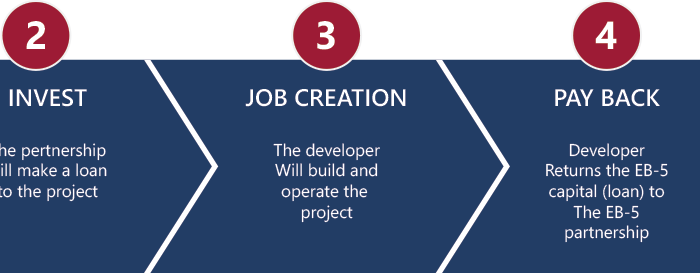 2
INVEST
he pertnership
ill make a loan
to the project
3
JOB CREATION
The developer
Will build and
operate the
project
4
PAY BACK
Developer
Returns the EB-5
capital (loan) to
The EB-5
partnership